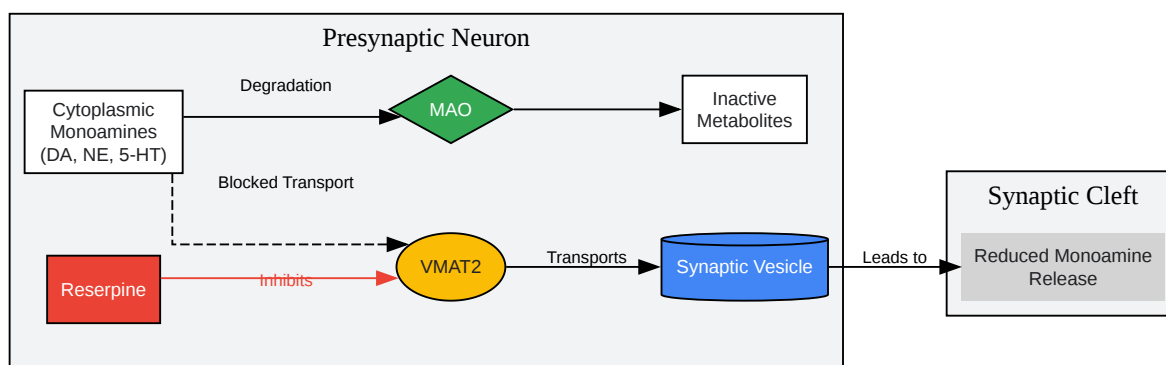 Presynaptic Neuron
Degradation
Cytoplasmic
Monoamines
(DA, NE, 5-HT)
MAO
Inactive
Metabolites
Blocked Transport
Reserpine
Inhibits
VMAT2
Transports
Synaptic Vesicle
Leads to
Synaptic Cleft
Reduced Monoamine
Release